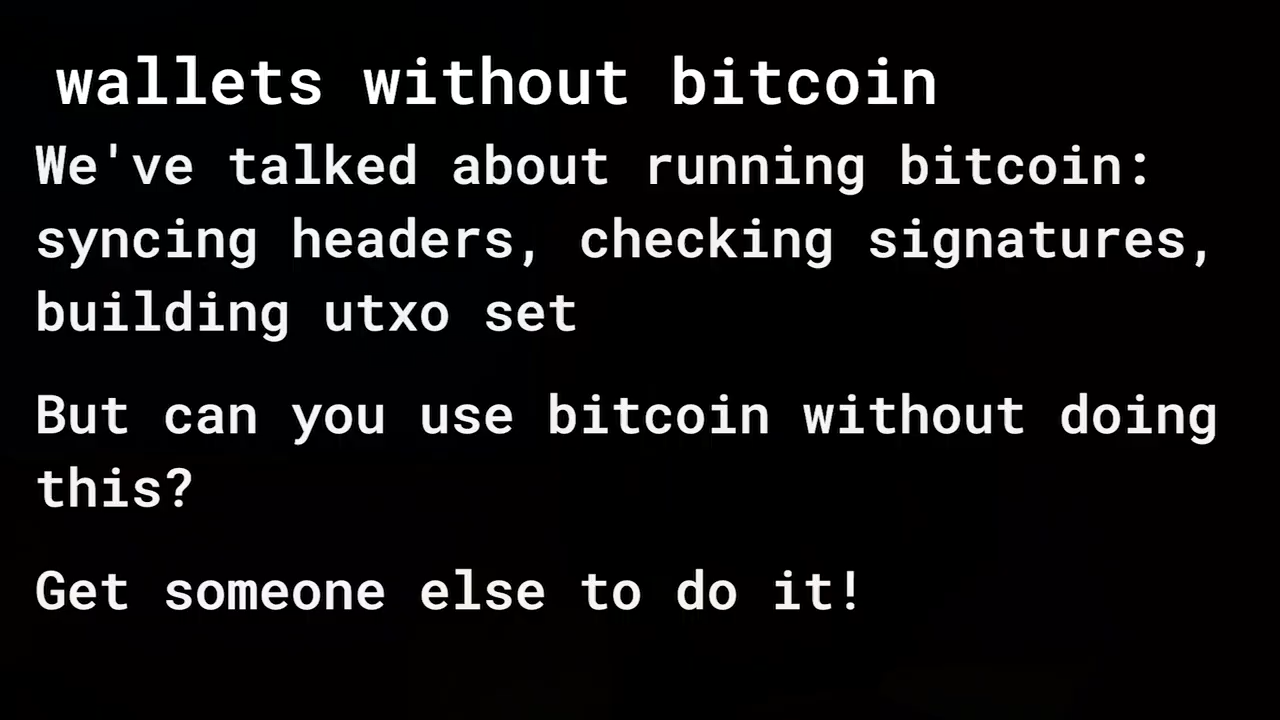 wallets without bitcoin
We've talked about running bitcoin:
syncing headers, checking signatures,
building utxo set
But can you use bitcoin without doing
this?
Get someone else to do it!